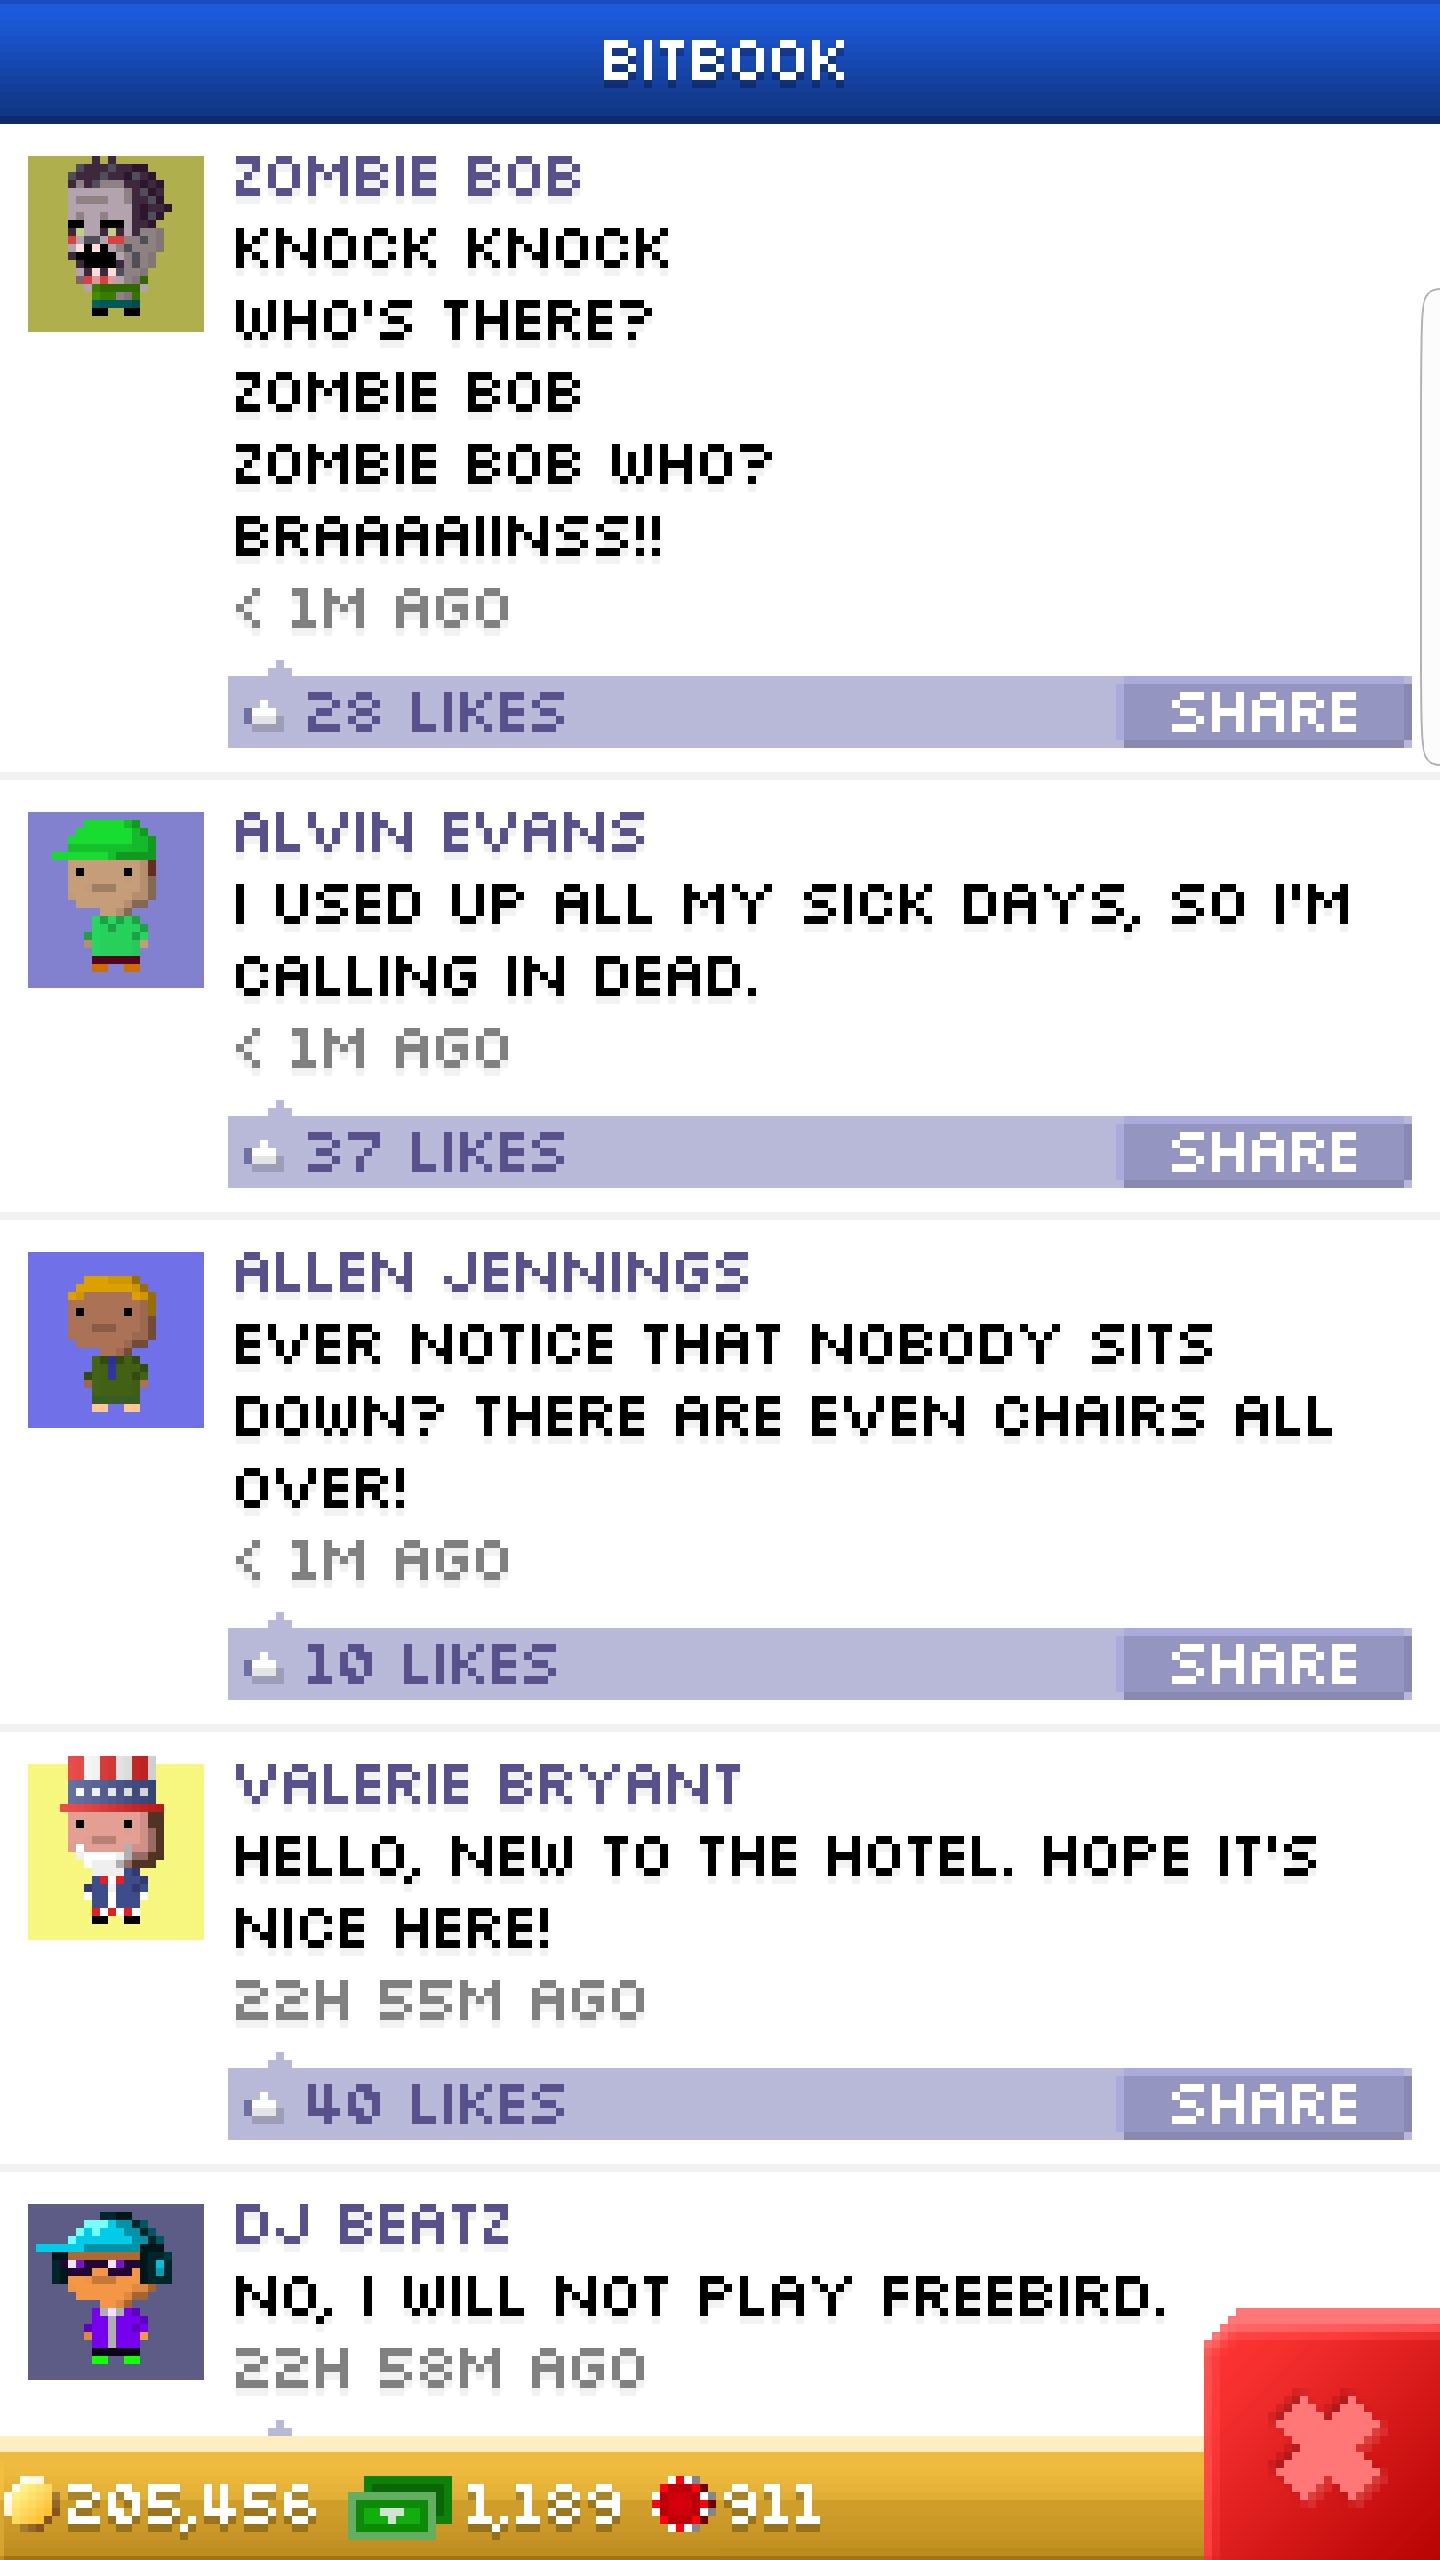 BITBOOK
ZOMBIE BOB
KNOCK KNOCK
WHO'S THERE?
ZOMBIE BOB
ZOMBIE BOB WHO?
BRAAAAIINSS!!
< 1M AGO
28 LIKES
SHARE
ALVIN EVANS
I USED UP ALL MY SICK DAYS, SO I'M
CALLING IN DEAD.
< 1M AGO
37 LIKES
SHARE
ALLEN JENNINGS
EVER NOTICE THAT NOBODY SITS
DOWN? THERE ARE EVEN CHAIRS ALL
OVER!
< 1M AGO
10 LIKES
SHARE
VALERIE BRYANT
HELLO, NEW TO THE HOTEL. HOPE IT'S
NICE HERE!
22H 55M AGO
40 LIKES
SHARE
DJ BEATZ
NO, I WILL NOT PLAY FREEBIRD.
22H 58M AGO
205,456 1,189 911